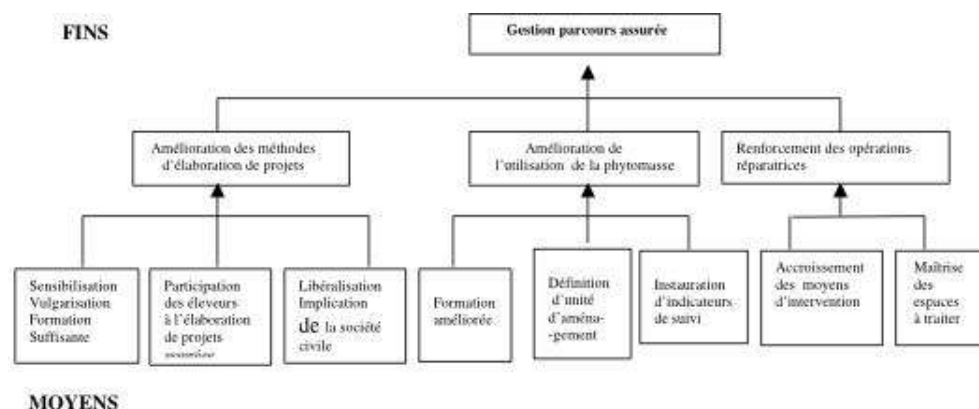 FINS
Gestion parcours assurée
Amélioration des méthodes
d'élaboration de projets
Amélioration de
l'utilisation de la phytomasse
Renforcement des opérations
réparatrices
Sensibilisation
Vulgarisation
Formation
Suffisante
Participation
des éleveurs
à l'élaboration
de projets
Libéralisation
Implication
de la société
civile
Formation
améliorée
Définition
d'unité
d'aména-
-gement
Instauration
d'indicateurs
de suivi
Accroissement
des moyens
d'intervention
Maîtrise
des
espaces
à traiter
MOYENS